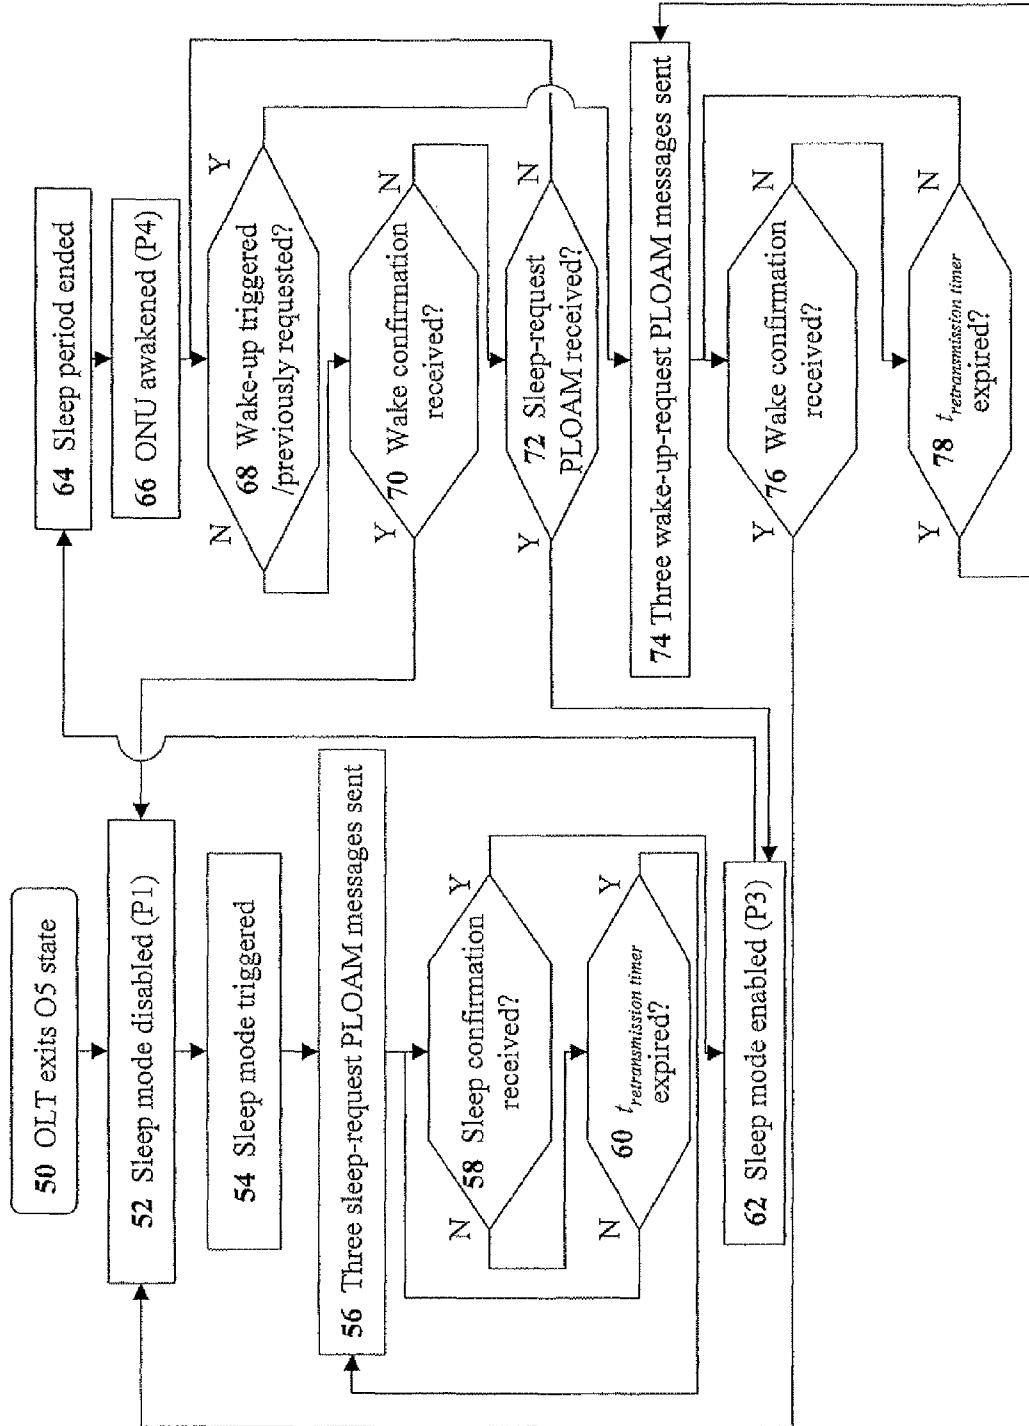 50 OLT exits O5 state
52 Sleep mode disabled (P1)
54 Sleep mode triggered
56 Three sleep-request PLOAM messages sent
58 Sleep confirmation
received?
N
Y
60 tretransmission timer
expired?
N
Y
62 Sleep mode enabled (P3)
64 Sleep period ended
66 ONU awakened (P4)
68 Wake-up triggered
/previously requested?
N
Y
70 Wake confirmation
received?
Y
N
72 Sleep-request
PLOAM received?
Y
N
74 Three wake-up-request PLOAM messages sent
76 Wake confirmation
received?
Y
N
78 tretransmission timer
expired?
Y
N